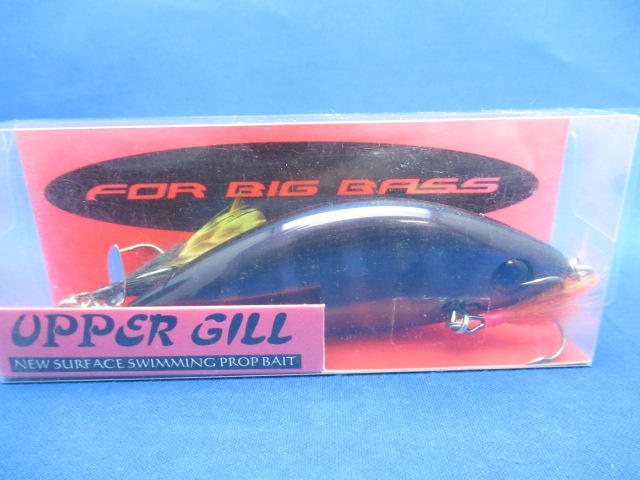 FOR BIG BASS
UPPER GILL
NEW SURFACE SWIMMING PROP BAIT